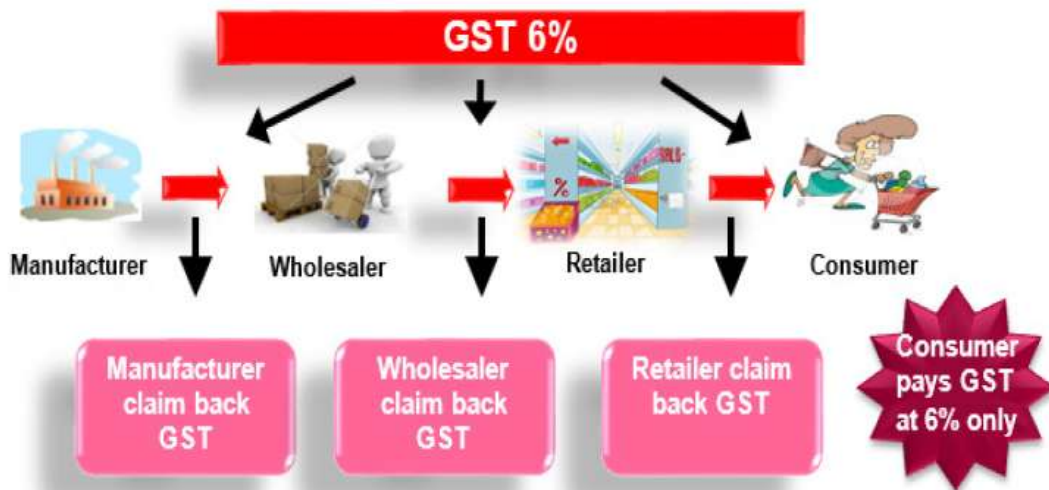 GST 6%
%
Manufacturer
Wholesaler
Retailer
Consumer
Manufacturer
claim back
GST
Wholesaler
claim back
GST
Retailer claim
back GST
Consumer
pays GST
at 6% only